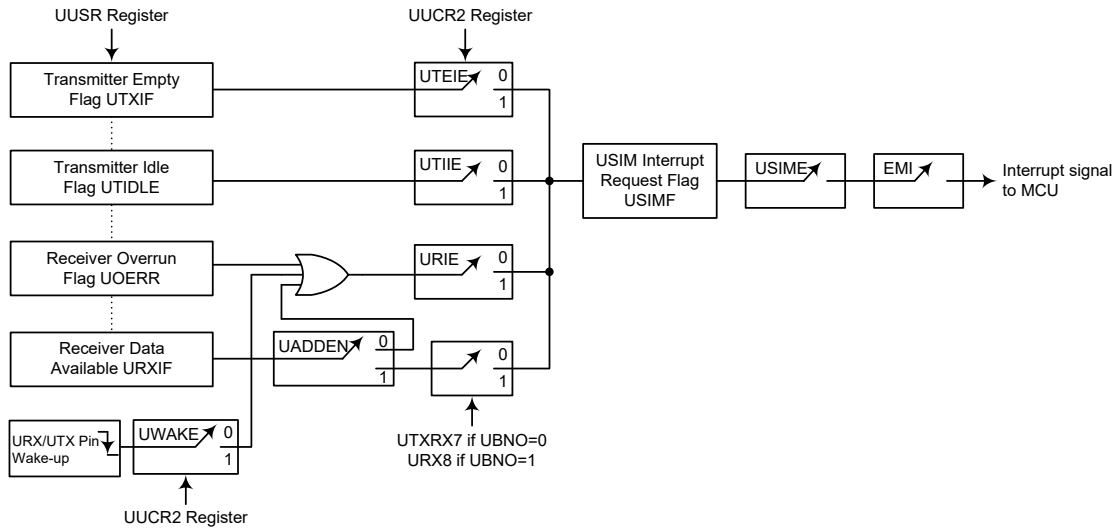 UUSR Register
UUCR2 Register
Transmitter Empty
Flag UTXIF
UTEIE
0
1
Transmitter Idle
Flag UTIDLE
UTIIE
0
1
USIM Interrupt
Request Flag
USIMF
USIME
EMI
Interrupt signal
to MCU
Receiver Overrun
Flag UOERR
URIE
0
1
Receiver Data
Available URXIF
UADDEN
0
1
0
1
URX/UTX Pin
Wake-up
UWAKE
0
1
UTXRX7 if UBNO=0
URX8 if UBNO=1
UUCR2 Register